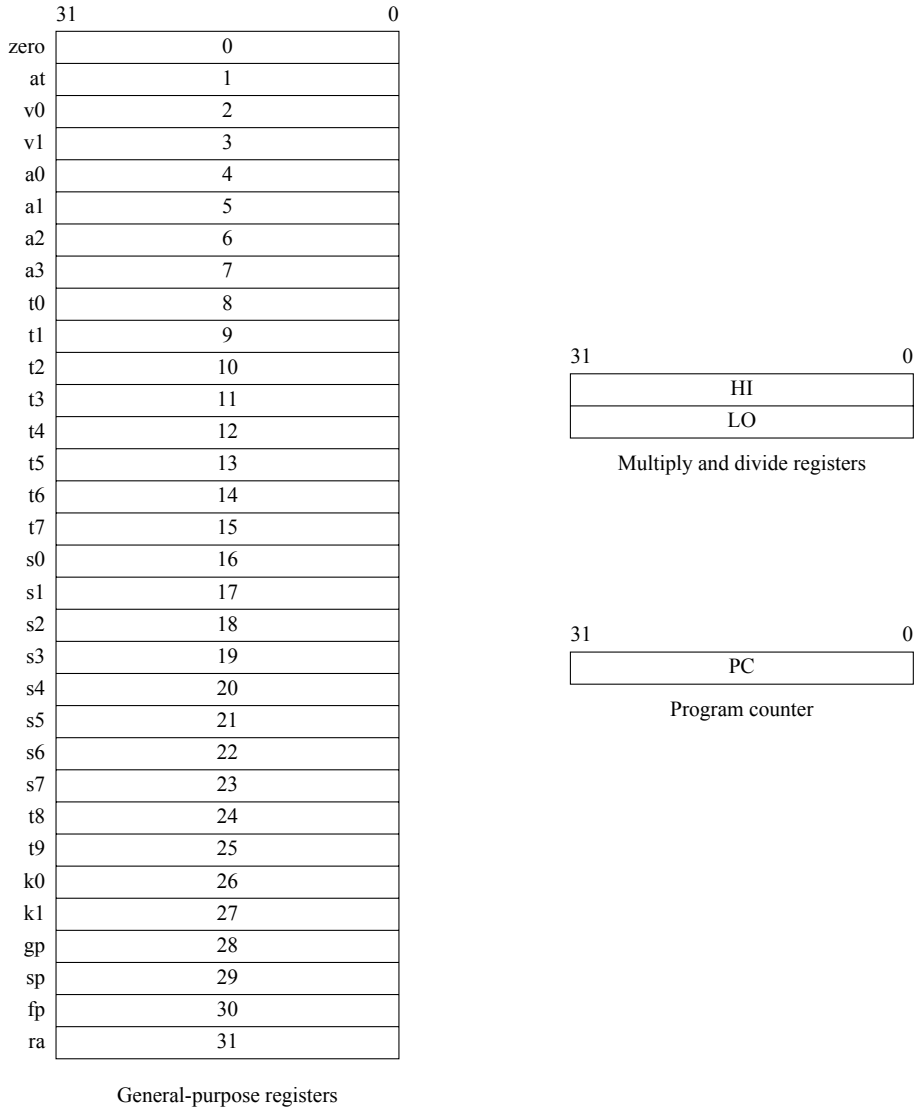 31 0
zero 0
at 1
v0 2
v1 3
a0 4
a1 5
a2 6
a3 7
t0 8
t1 9
t2 10
t3 11
t4 12
t5 13
t6 14
t7 15
s0 16
s1 17
s2 18
s3 19
s4 20
s5 21
s6 22
s7 23
t8 24
t9 25
k0 26
k1 27
gp 28
sp 29
fp 30
ra 31
General-purpose registers
31 0
HI
LO
Multiply and divide registers
31 0
PC
Program counter